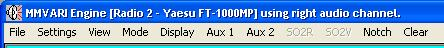 MMVARI Engine [Radio 2 - Yaesu FT-1000MP] using right audio channel.
File Settings View Mode Display Aux 1 Aux 2 SO2R SO2V Notch Clear